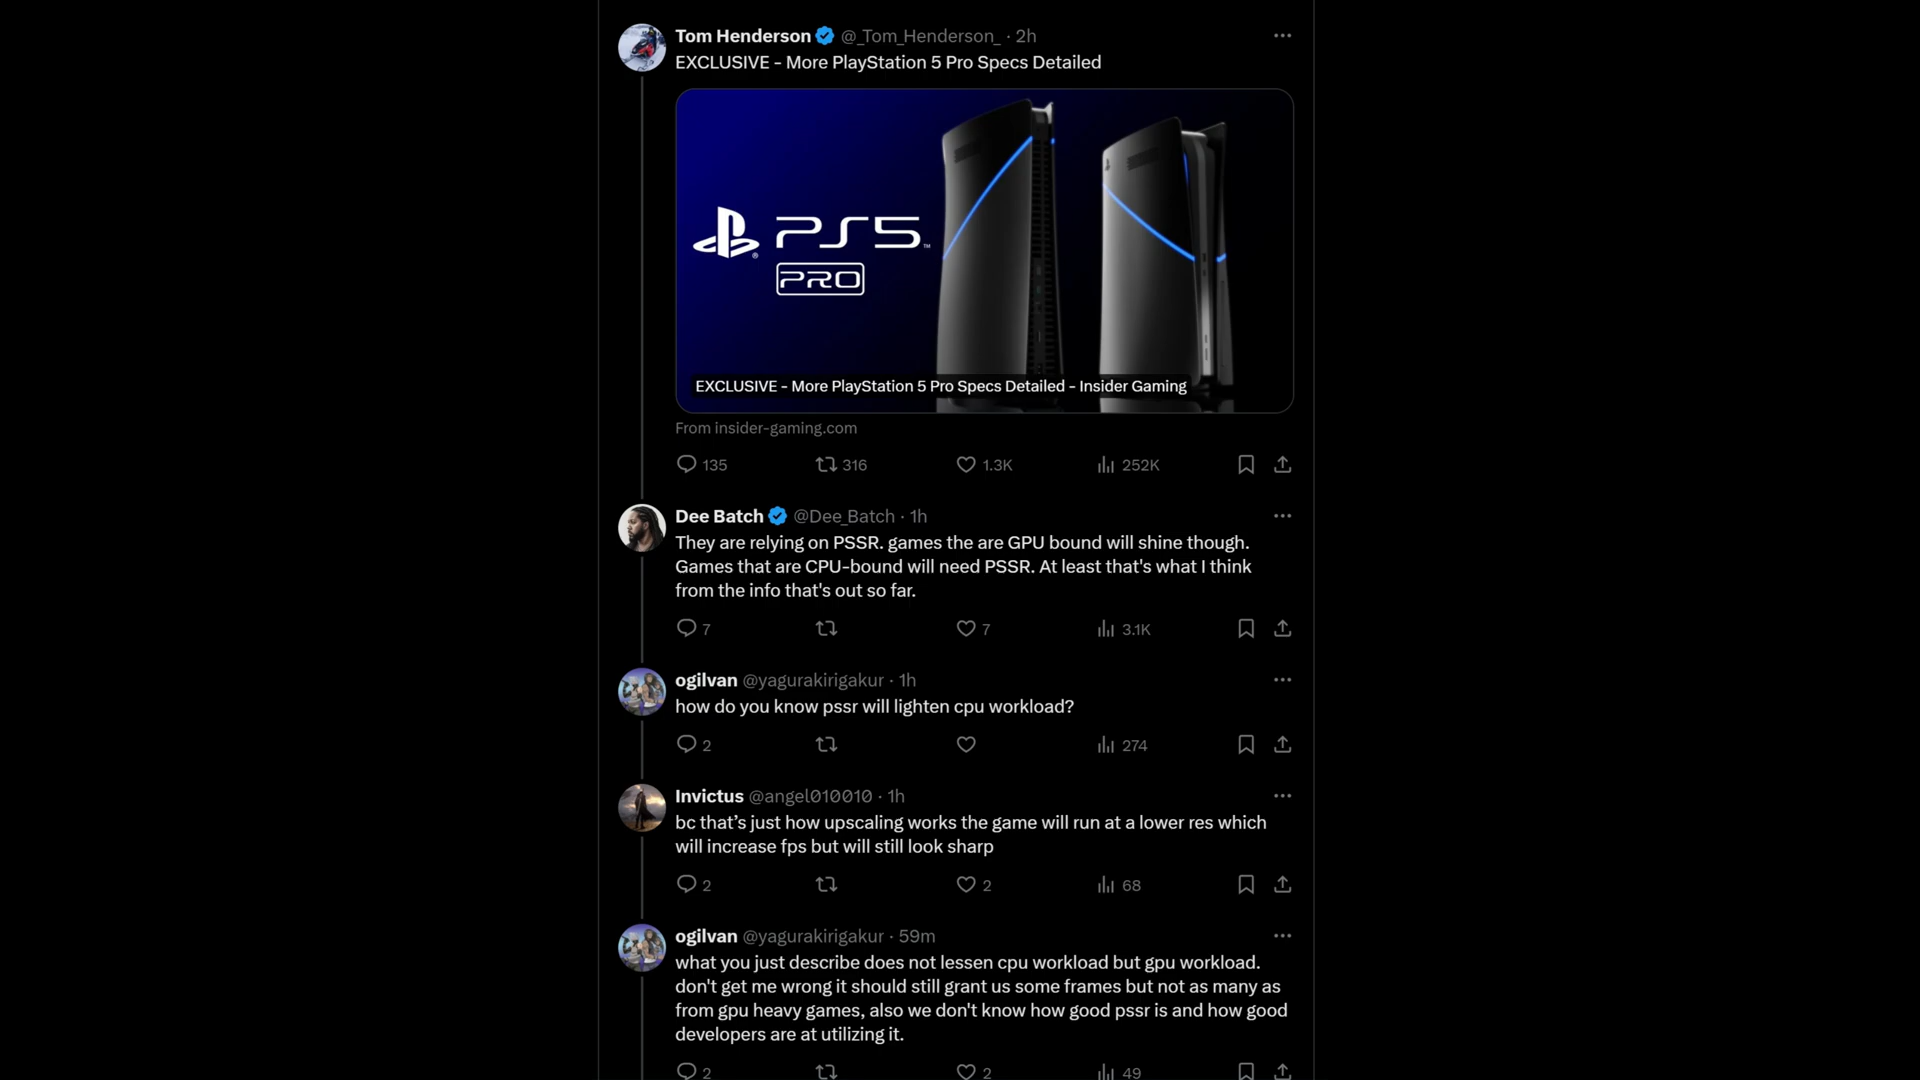 Tom Henderson @_Tom_Henderson_ · 2h
EXCLUSIVE - More PlayStation 5 Pro Specs Detailed
PS5
PRO
EXCLUSIVE - More PlayStation 5 Pro Specs Detailed - Insider Gaming
From insider-gaming.com
135 316 1.3K 252K
Dee Batch @Dee_Batch · 1h
They are relying on PSSR. games the are GPU bound will shine though.
Games that are CPU-bound will need PSSR. At least that's what I think
from the info that's out so far.
7 7 3.1K
ogilvan @yagurakirigakur · 1h
how do you know pssr will lighten cpu workload?
2 274
Invictus @angel010010 · 1h
bc that’s just how upscaling works the game will run at a lower res which
will increase fps but will still look sharp
2 2 68
ogilvan @yagurakirigakur · 59m
what you just describe does not lessen cpu workload but gpu workload.
don't get me wrong it should still grant us some frames but not as many as
from gpu heavy games, also we don't know how good pssr is and how good
developers are at utilizing it.
2 2 49